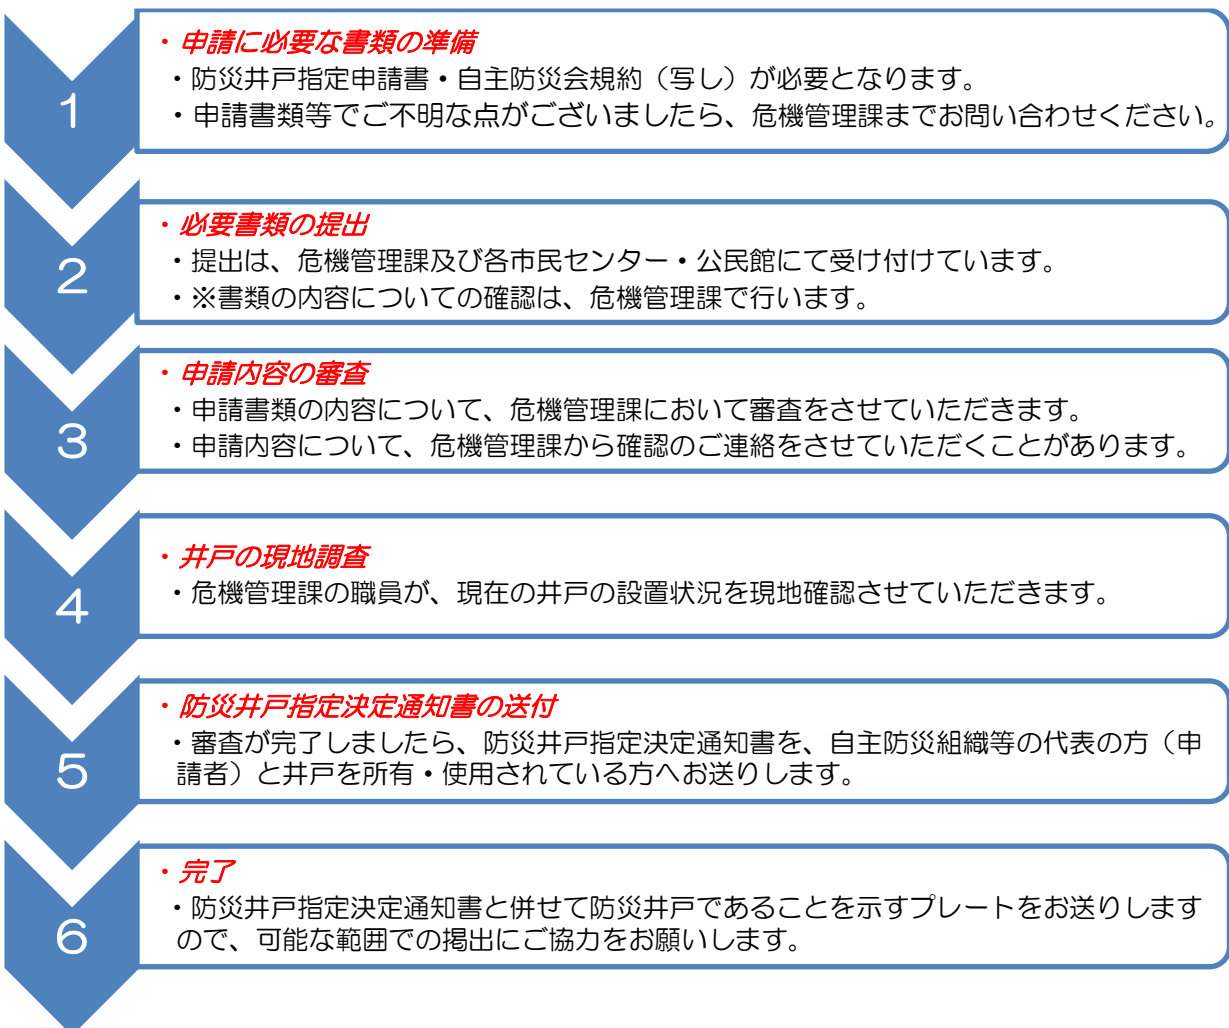 1
・申請に必要な書類の準備
・防災井戸指定申請書・自主防災会規約（写し）が必要となります。
・申請書類等でご不明な点がございましたら、危機管理課までお問い合わせください。
2
・必要書類の提出
・提出は、危機管理課及び各市民センター・公民館にて受け付けています。
・※書類の内容についての確認は、危機管理課で行います。
3
・申請内容の審査
・申請書類の内容について、危機管理課において審査をさせていただきます。
・申請内容について、危機管理課から確認のご連絡をさせていただくことがあります。
4
・井戸の現地調査
・危機管理課の職員が、現在の井戸の設置状況を現地確認させていただきます。
5
・防災井戸指定決定通知書の送付
・審査が完了しましたら、防災井戸指定決定通知書を、自主防災組織等の代表の方（申
請者）と井戸を所有・使用されている方へお送りします。
6
・完了
・防災井戸指定決定通知書と併せて防災井戸であることを示すプレートをお送りします
ので、可能な範囲での掲出にご協力をお願いします。